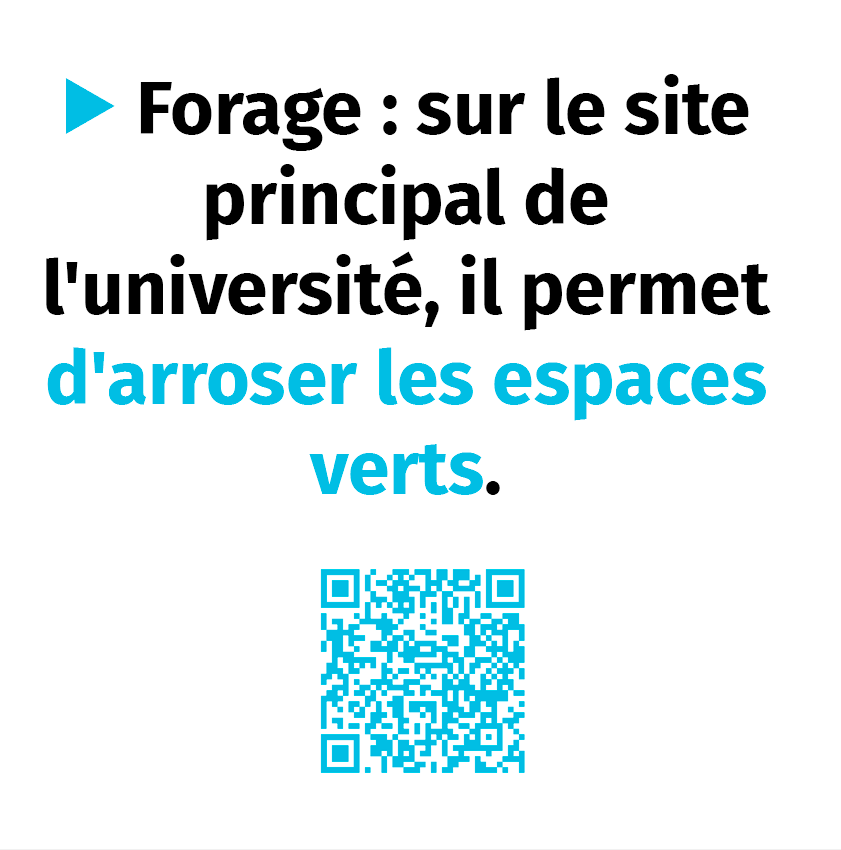 ▶ Forage : sur le site
principal de
l'université, il permet
d'arroser les espaces
verts.